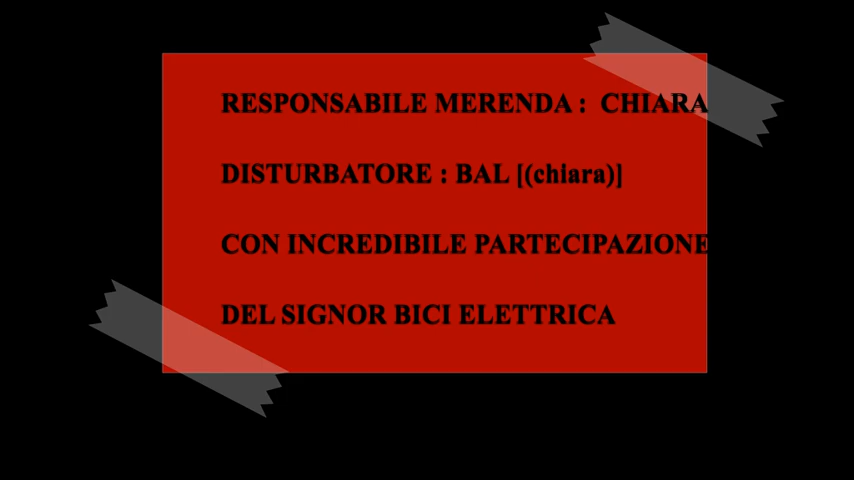 RESPONSABILE MERENDA :  CHIARA
DISTURBATORE : BAL [(chiara)]
CON INCREDIBILE PARTECIPAZIONE
DEL SIGNOR BICI ELETTRICA